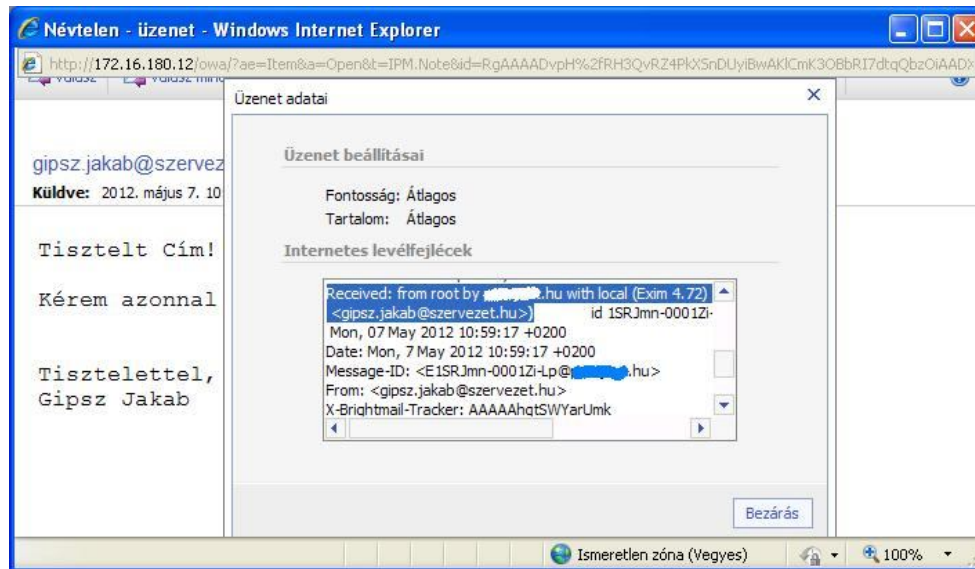 Névtelen - üzenet - Windows Internet Explorer
http://172.16.180.12/owa/?ae=Item&a=Open&t=IPM.Note&id=
Üzenet adatai
gipsz.jakab@szervez
Küldve: 2012. május 7. 10
Tisztelt Cím!
Kérem azonnal
Tisztelettel,
Gipsz Jakab
Üzenet beállításai
Fontosság: Átlagos
Tartalom: Átlagos
Internetes levélfejlécek
Received: from root by .hu with local (Exim 4.72)
<gipsz.jakab@szervezet.hu>) id 1SRJmn-0001Zi-
Mon, 07 May 2012 10:59:17 +0200
Date: Mon, 7 May 2012 10:59:17 +0200
Message-ID: <E1SRJmn-0001Zi-Lp@ .hu>
From: <gipsz.jakab@szervezet.hu>
X-Brightmail-Tracker: AAAAAhqtSWYarUmk
Bezárás
Ismeretlen zóna (Vegyes)
100%